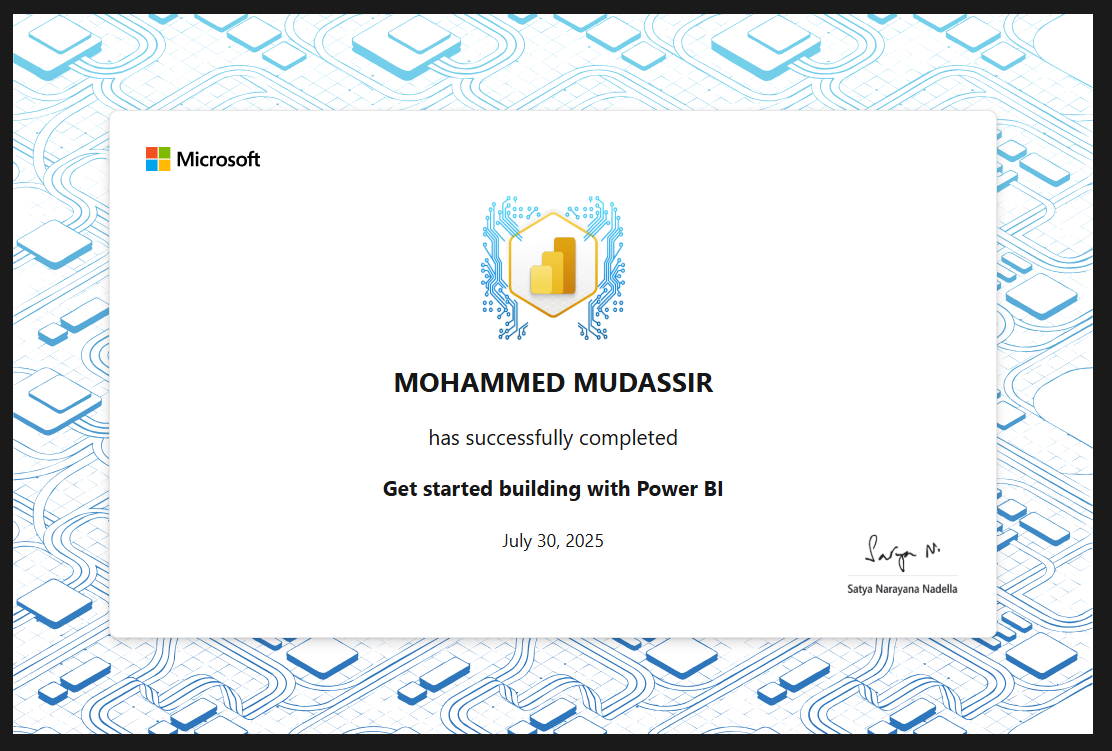 Microsoft
MOHAMMED MUDASSIR
has successfully completed
Get started building with Power BI
July 30, 2025
Satya N.
Satya Narayana Nadella